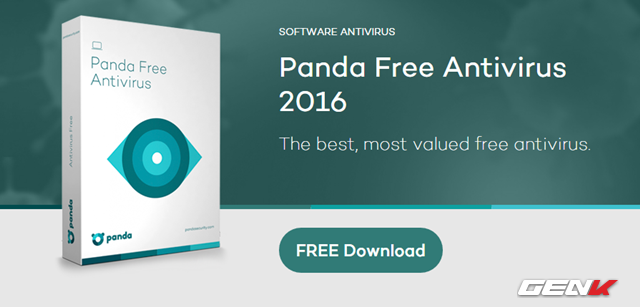 SOFTWARE ANTIVIRUS
Panda Free Antivirus
2016
The best, most valued free antivirus.
FREE Download
Panda Free
Antivirus
Antivirus Free
panda
panda
pandasecurity.com
GENK